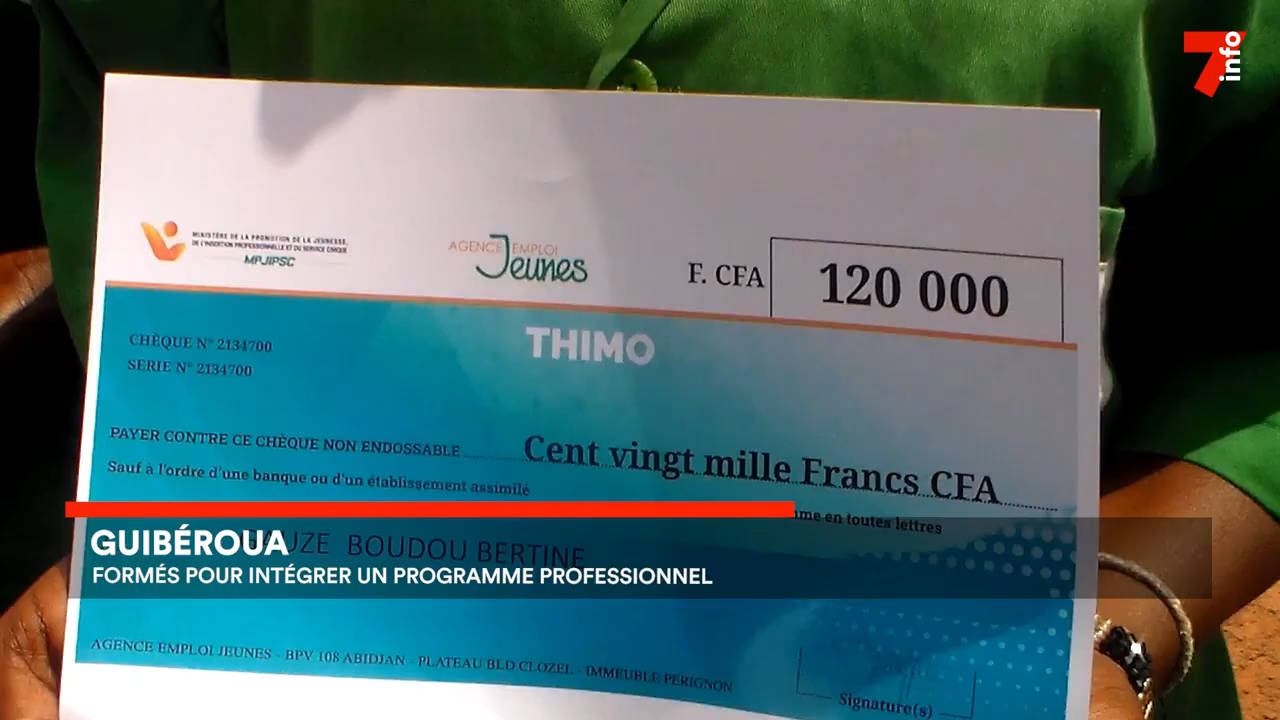 7 info
MINISTÈRE DE LA PROMOTION DE LA JEUNESSE,
DE L'INSERTION PROFESSIONNELLE ET DU SERVICE CIVIQUE
MPJIPSC
AGENCE EMPLOI
Jeunes
F. CFA 120 000
THIMO
CHÈQUE N° 2134700
SERIE N° 2134700
PAYER CONTRE CE CHÈQUE NON ENDOSSABLE Cent vingt mille Francs CFA
Sauf à l'ordre d'une banque ou d'un établissement assimilé
en toutes lettres
BOUDOU BERTINE
GUIBÉROUA
FORMÉS POUR INTÉGRER UN PROGRAMME PROFESSIONNEL
AGENCE EMPLOI JEUNES - BPV 108 ABIDJAN - PLATEAU BLD CLOZEL - IMMEUBLE PERIGNON
Signature(s)